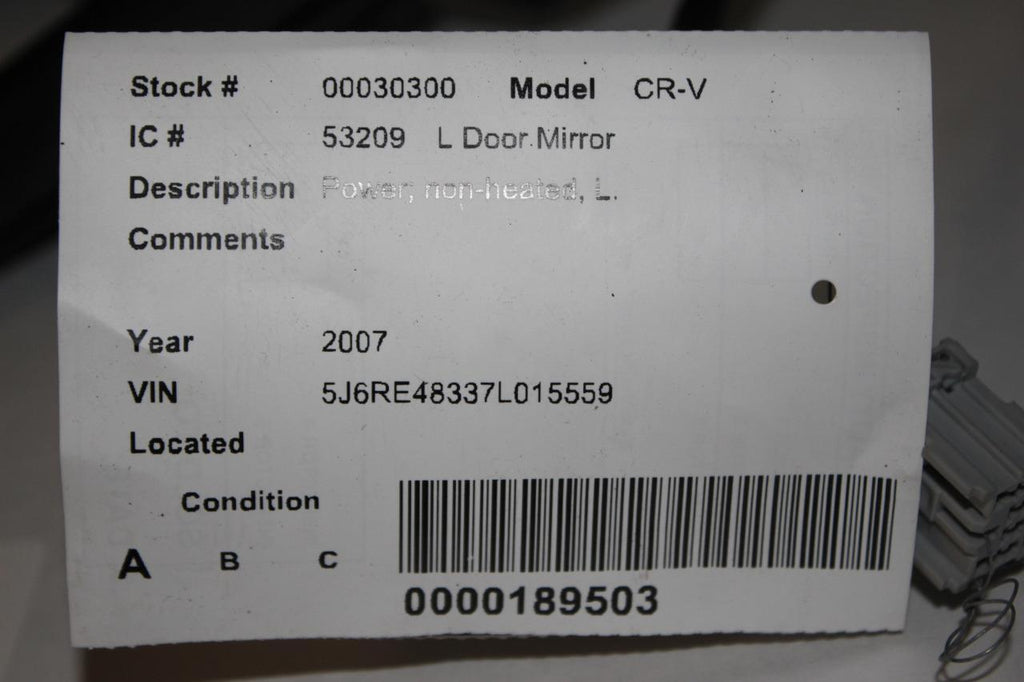 Stock # 00030300 Model CR-V
IC # 53209 L Door Mirror
Description Power, non-heated, L.
Comments
Year 2007
VIN 5J6RE48337L015559
Located
Condition
A B C
0000189503